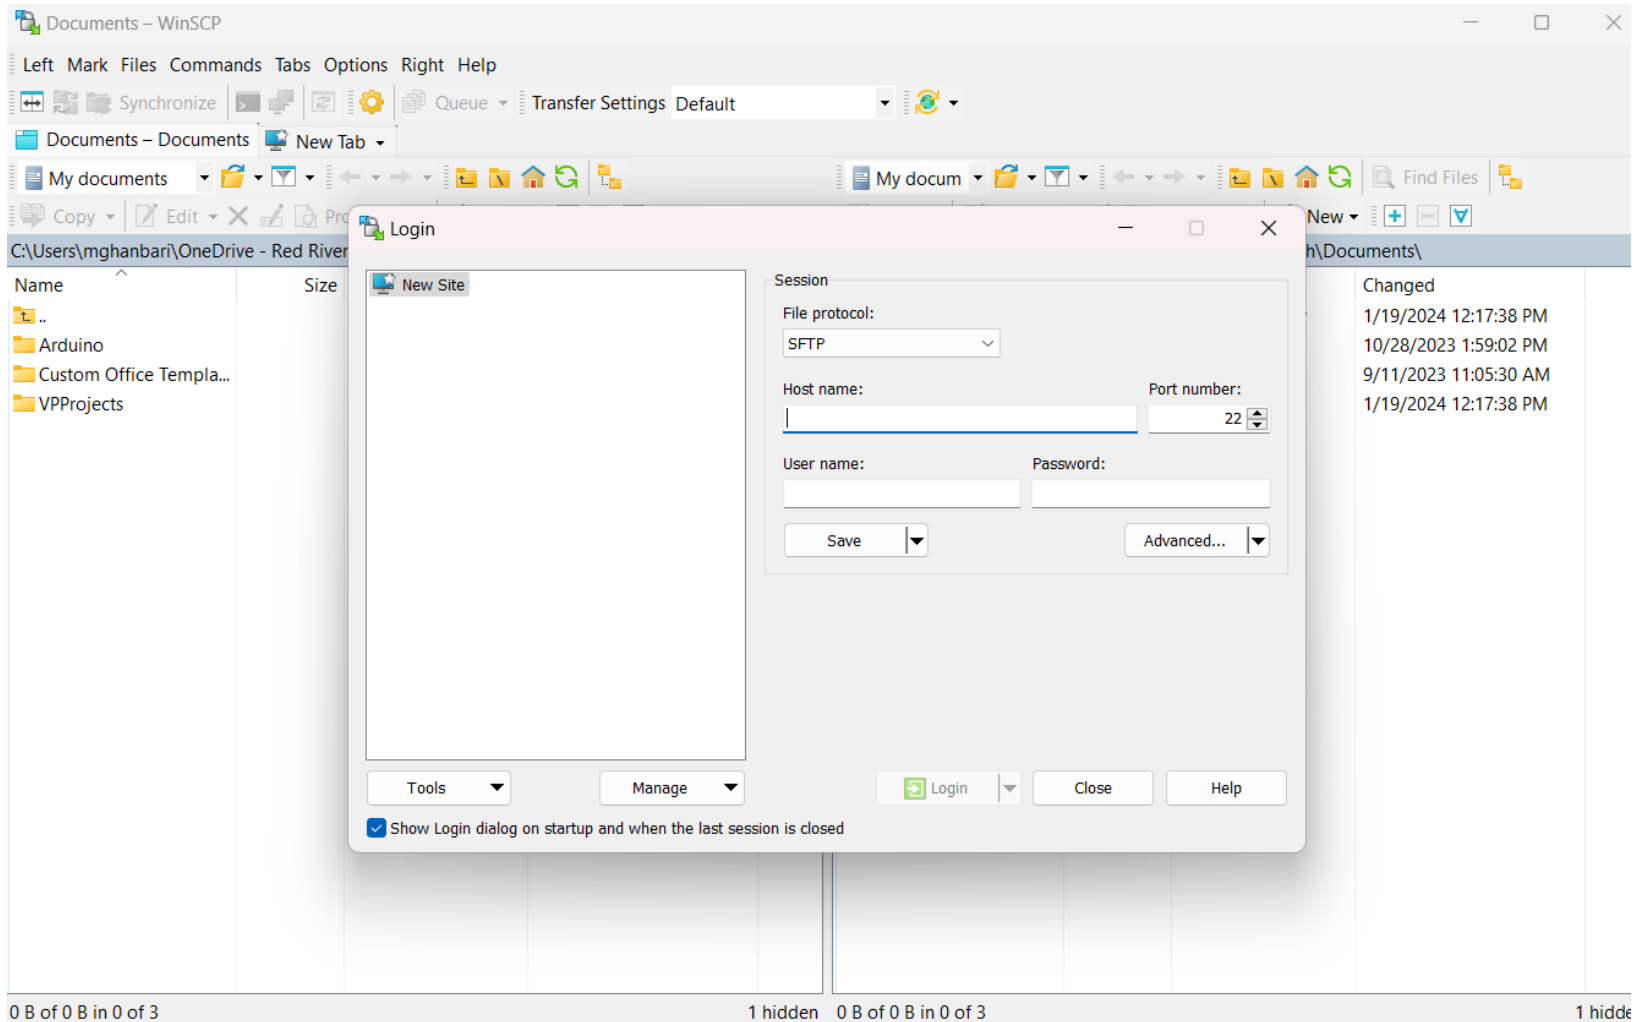 Documents – WinSCP
Left Mark Files Commands Tabs Options Right Help
Synchronize Queue Transfer Settings Default
Documents – Documents New Tab
My documents My docum Find Files
Copy Edit New
Login
C:\Users\mghanbari\OneDrive - Red River h\Documents\
Name Size Changed
..
1/19/2024 12:17:38 PM
Arduino 10/28/2023 1:59:02 PM
Custom Office Templa... 9/11/2023 11:05:30 AM
VPProjects 1/19/2024 12:17:38 PM
New Site
Session
File protocol:
SFTP
Host name: Port number:
22
User name: Password:
Save Advanced...
Tools Manage Login Close Help
Show Login dialog on startup and when the last session is closed
0 B of 0 B in 0 of 3 1 hidden 0 B of 0 B in 0 of 3 1 hidde